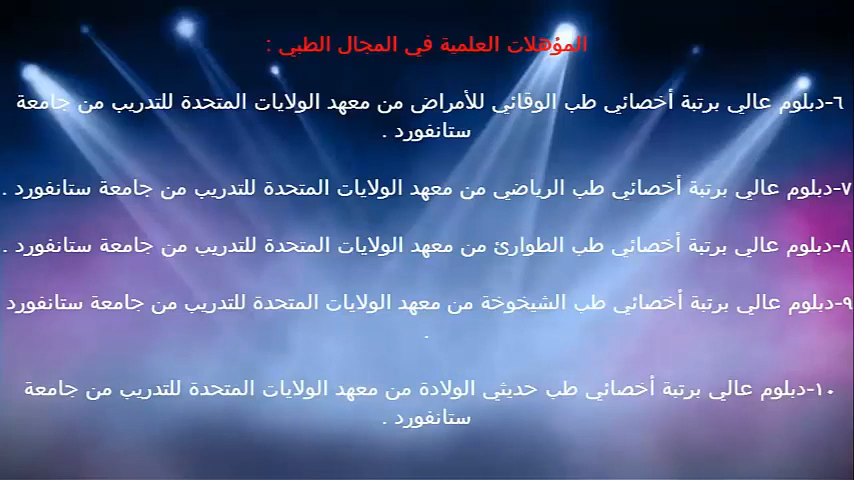 المؤهلات العلمية في المجال الطبي :
٦-دبلوم عالي برتبة أخصائي طب الوقائي للأمراض من معهد الولايات المتحدة للتدريب من جامعة
ستانفورد .
٧-دبلوم عالي برتبة أخصائي طب الرياضي من معهد الولايات المتحدة للتدريب من جامعة ستانفورد .
٨-دبلوم عالي برتبة أخصائي طب الطوارئ من معهد الولايات المتحدة للتدريب من جامعة ستانفورد .
٩-دبلوم عالي برتبة أخصائي طب الشيخوخة من معهد الولايات المتحدة للتدريب من جامعة ستانفورد
.
١٠-دبلوم عالي برتبة أخصائي طب حديثي الولادة من معهد الولايات المتحدة للتدريب من جامعة
ستانفورد .